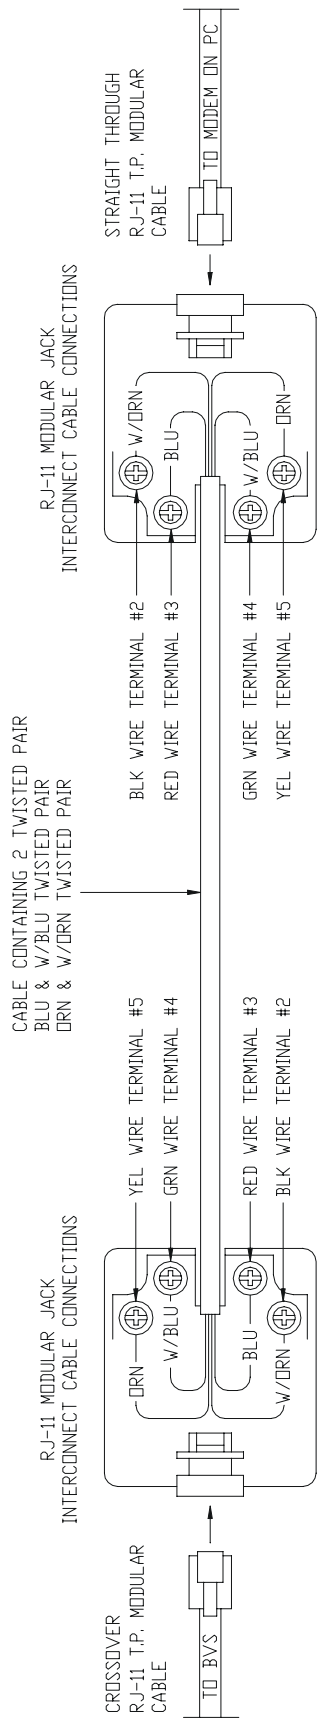 CROSSOVER
RJ-11 T.P. MODULAR
CABLE
TO BVS
RJ-11 MODULAR JACK
INTERCONNECT CABLE CONNECTIONS
ORN
W/BLU
BLU
W/ORN
YEL WIRE TERMINAL #5
GRN WIRE TERMINAL #4
RED WIRE TERMINAL #3
BLK WIRE TERMINAL #2
CABLE CONTAINING 2 TWISTED PAIR
BLU & W/BLU TWISTED PAIR
ORN & W/ORN TWISTED PAIR
BLK WIRE TERMINAL #2
RED WIRE TERMINAL #3
GRN WIRE TERMINAL #4
YEL WIRE TERMINAL #5
RJ-11 MODULAR JACK
INTERCONNECT CABLE CONNECTIONS
W/ORN
BLU
W/BLU
ORN
STRAIGHT THROUGH
RJ-11 T.P. MODULAR
CABLE
TO MODEM ON PC